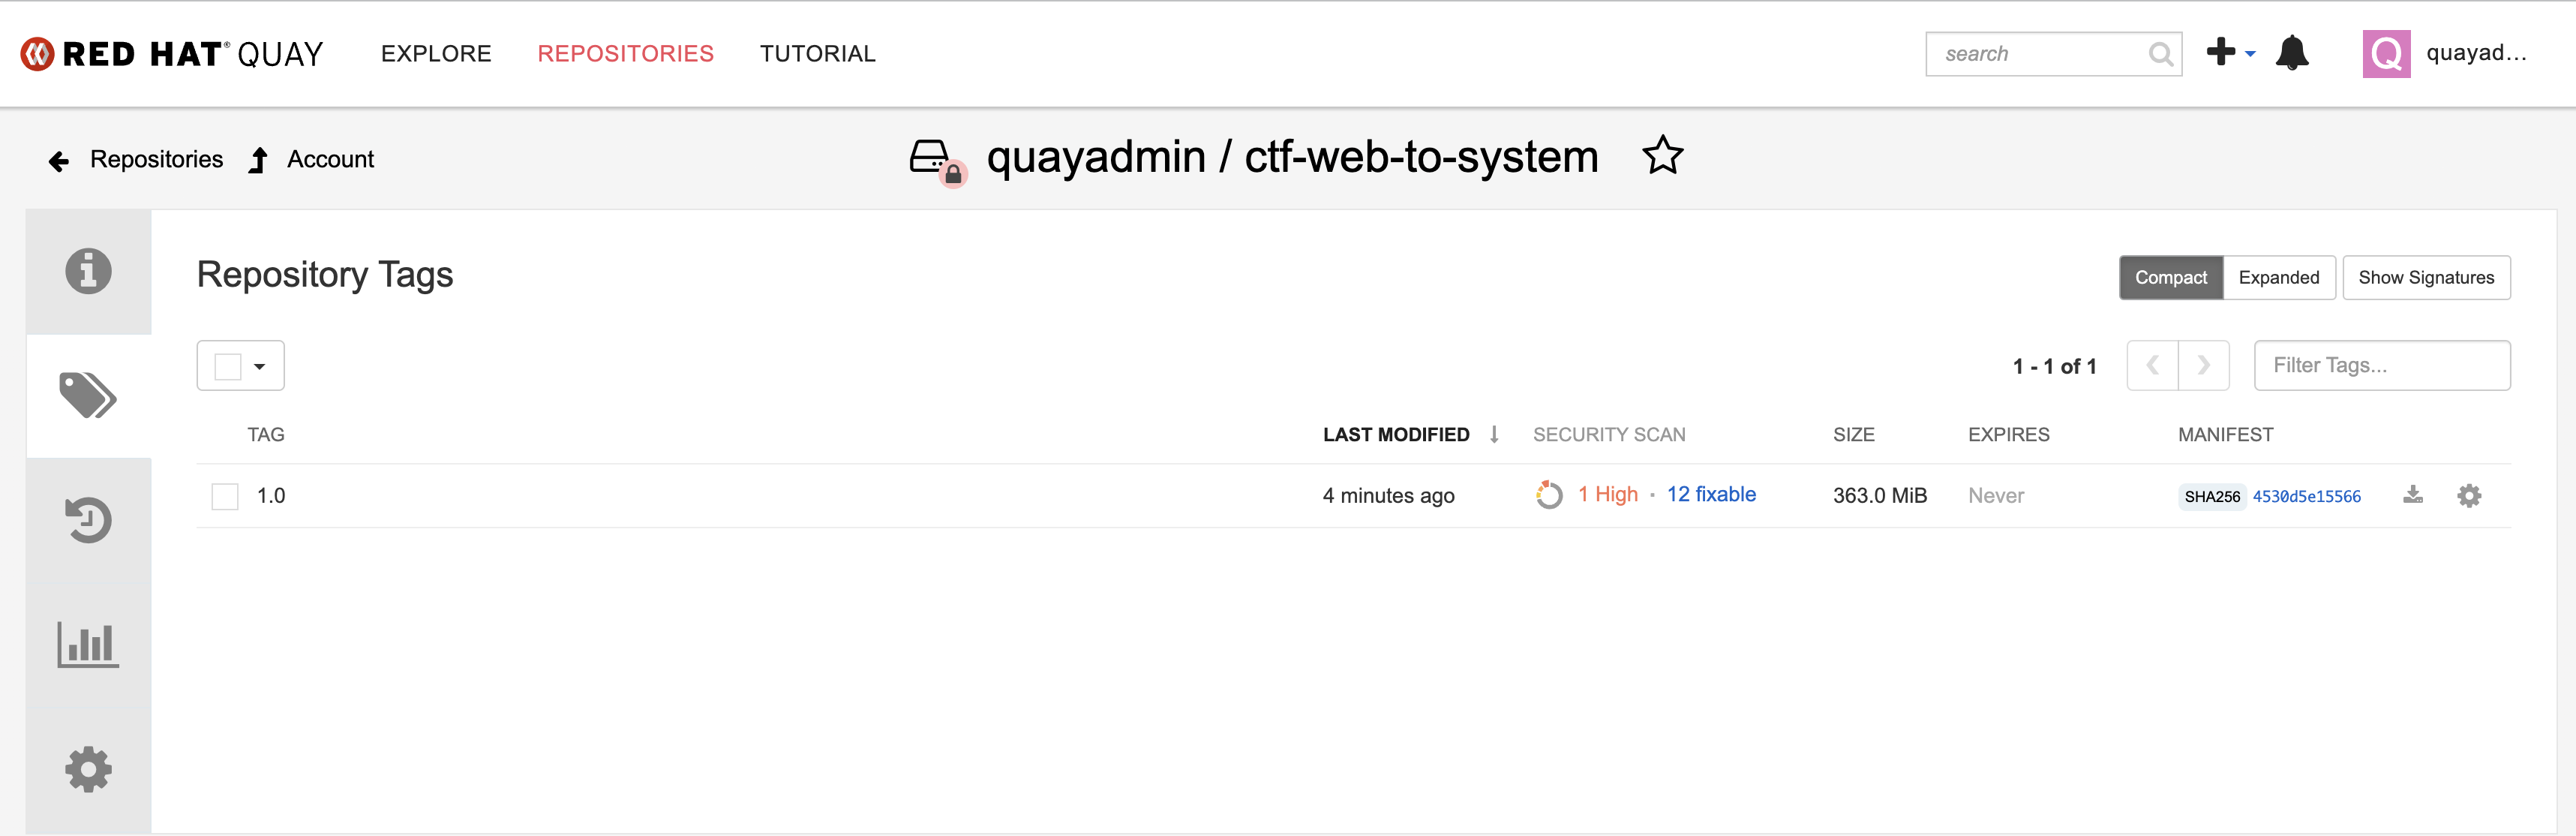 RED HAT® QUAY EXPLORE REPOSITORIES TUTORIAL search Q quayad...
Repositories Account quayadmin / ctf-web-to-system
Repository Tags Compact Expanded Show Signatures
1 - 1 of 1 Filter Tags...
TAG LAST MODIFIED SECURITY SCAN SIZE EXPIRES MANIFEST
1.0 4 minutes ago 1 High · 12 fixable 363.0 MiB Never SHA256 4530d5e15566